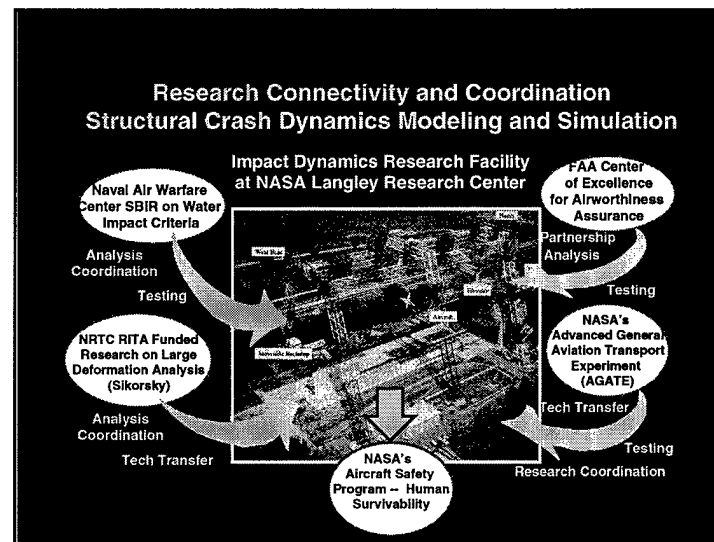 Research Connectivity and Coordination
Structural Crash Dynamics Modeling and Simulation
Impact Dynamics Research Facility
at NASA Langley Research Center
Naval Air Warfare
Center SBIR on Water
Impact Criteria
Analysis
Coordination
Testing
FAA Center
of Excellence
for Airworthiness
Assurance
Partnership
Analysis
Testing
NRTC RITA Funded
Research on Large
Deformation Analysis
(Sikorsky)
Analysis
Coordination
Tech Transfer
NASA's
Advanced General
Aviation Transport
Experiment
(AGATE)
Tech Transfer
Testing
Research Coordination
Aircraft
NASA's
Aircraft Safety
Program -- Human
Survivability